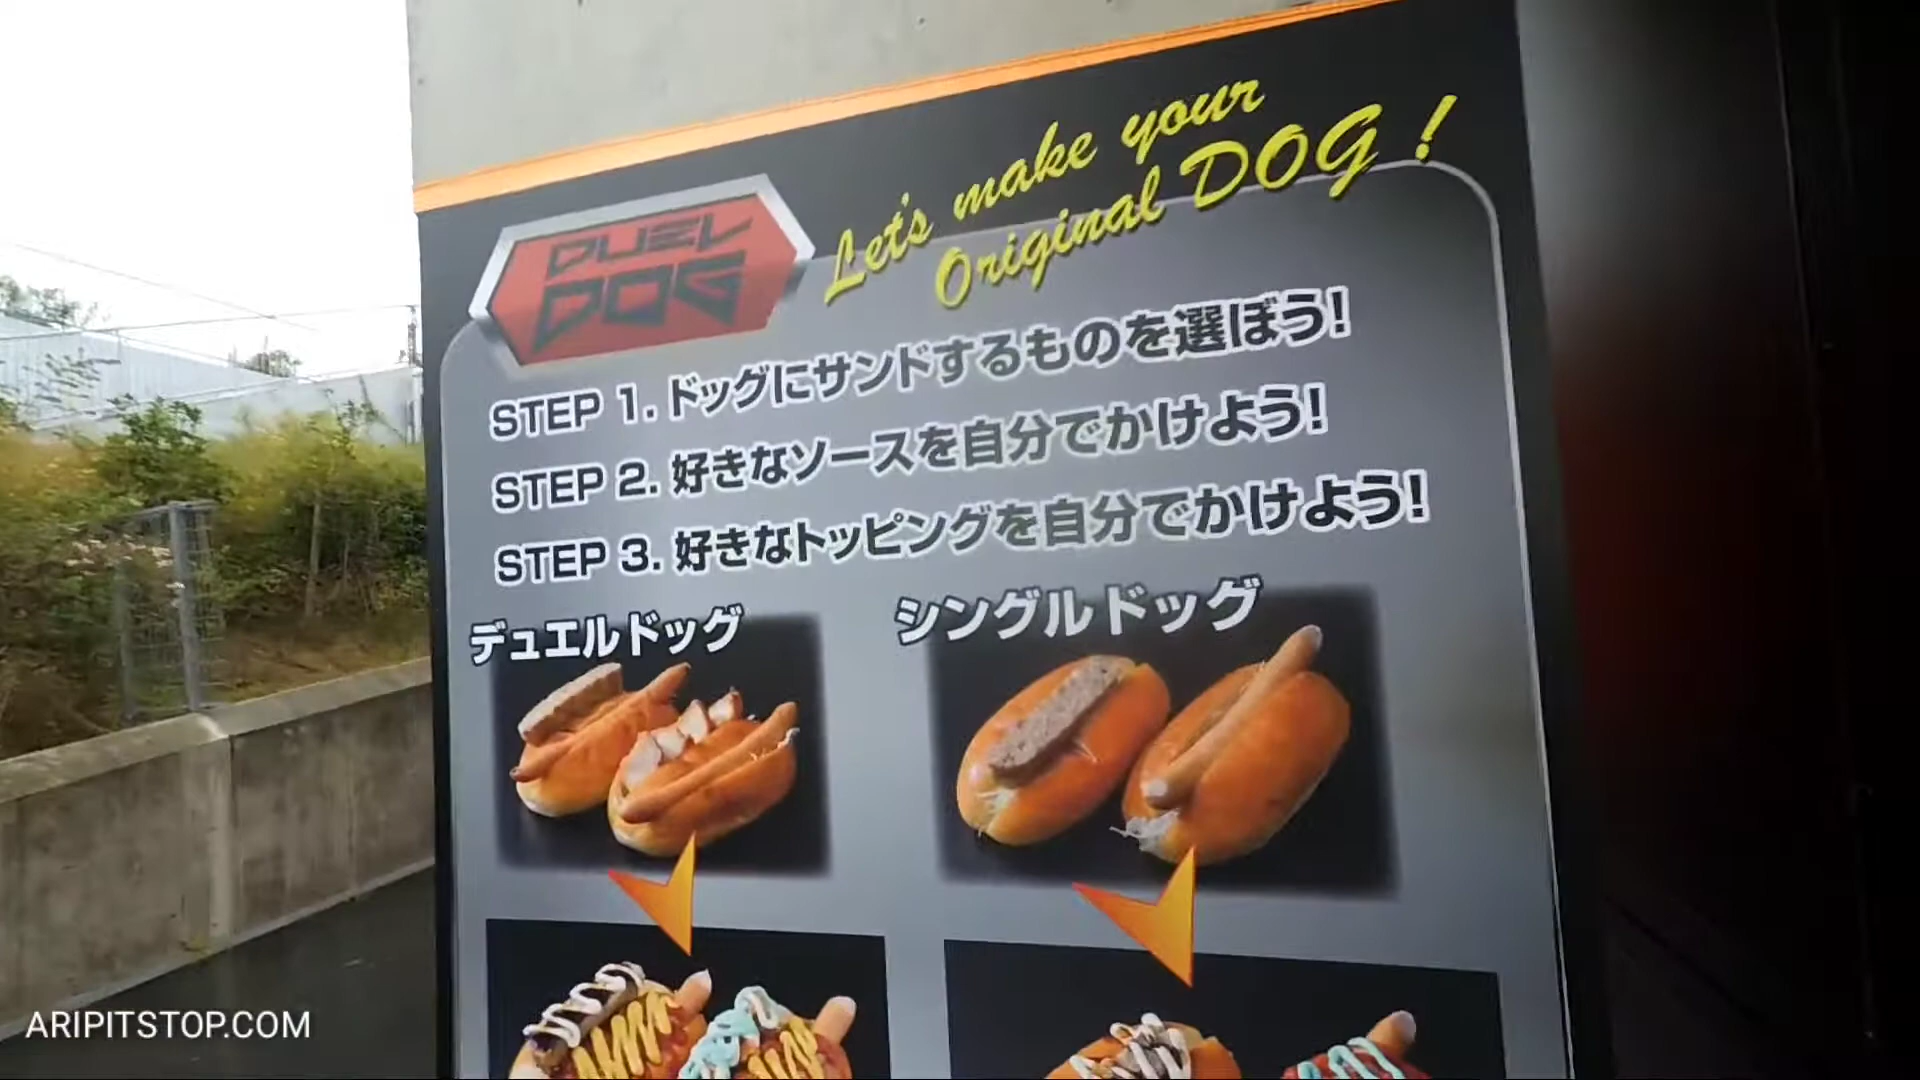 Let's make your
Original DOG!
DUEL
DOG
STEP 1. ドッグにサンドするものを選ぼう!
STEP 2. 好きなソースを自分でかけよう!
STEP 3. 好きなトッピングを自分でかけよう!
デュエルドッグ
シングルドッグ
ARIPITSTOP.COM